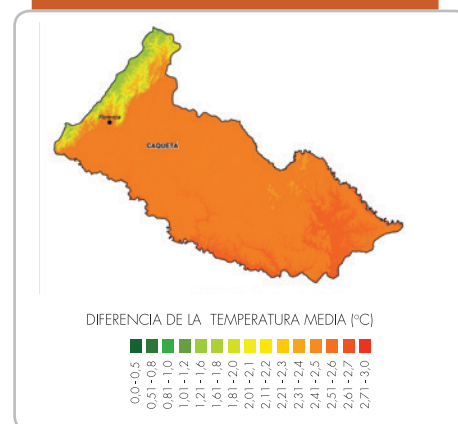 Florencia
CAQUETÁ
DIFERENCIA DE LA TEMPERATURA MEDIA (ºC)
0,0 - 0,5
0,51 - 0,8
0,81 - 1,0
1,01 - 1,2
1,21 - 1,6
1,61 - 1,8
1,81 - 2,0
2,01 - 2,1
2,11 - 2,2
2,21 - 2,3
2,31 - 2,4
2,41 - 2,5
2,51 - 2,6
2,61 - 2,7
2,71 - 3,0